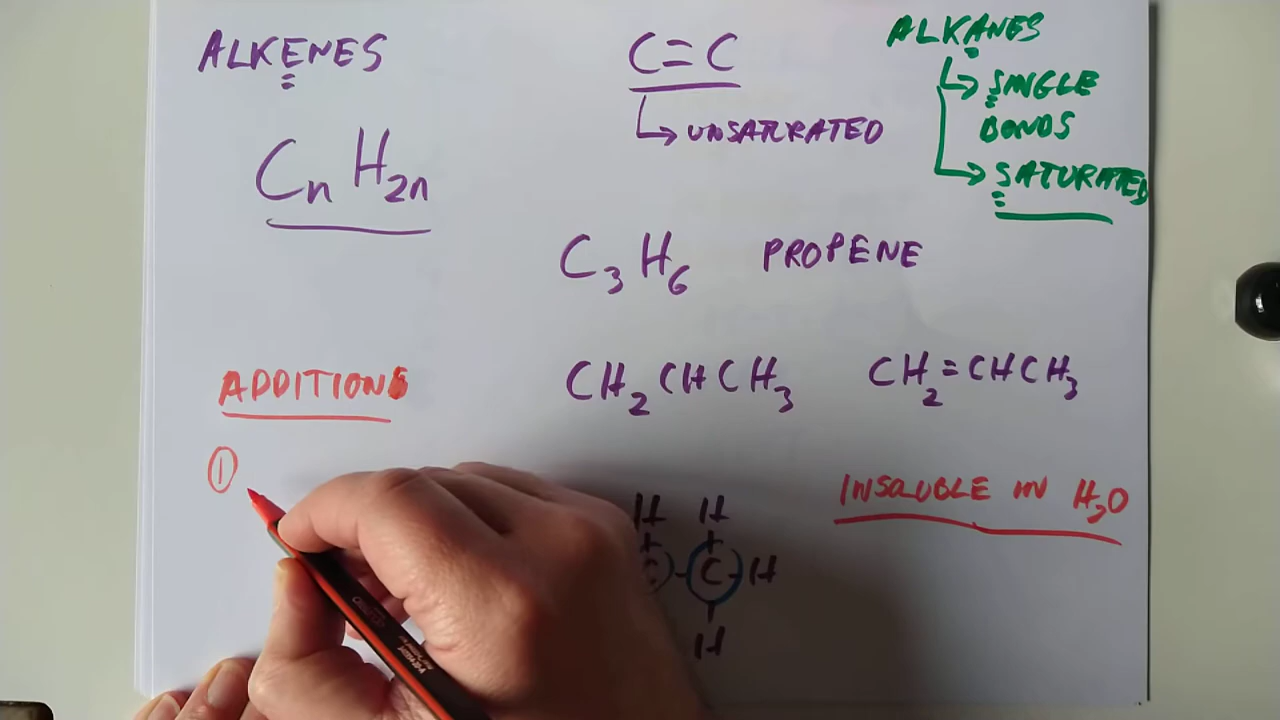 ALKENES
CnH2n
C=C
UNSATURATED
ALKANES
SINGLE
BONDS
SATURATED
C3H6 PROPENE
CH2CHCH3 CH2=CHCH3
ADDITIONS
①
INSOLUBLE IN H2O
H H
C-C-H
H